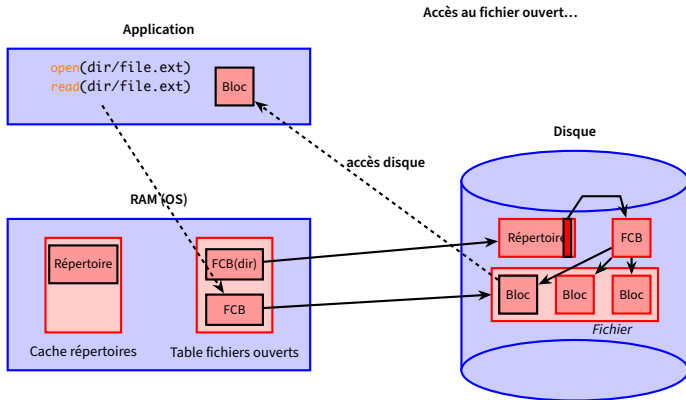 Accès au fichier ouvert...
Application
open(dir/file.ext)
read(dir/file.ext)
Bloc
accès disque
Disque
RAM (OS)
Répertoire
FCB(dir)
FCB
Cache répertoires
Table fichiers ouverts
Répertoire
FCB
Bloc
Bloc
Bloc
Fichier